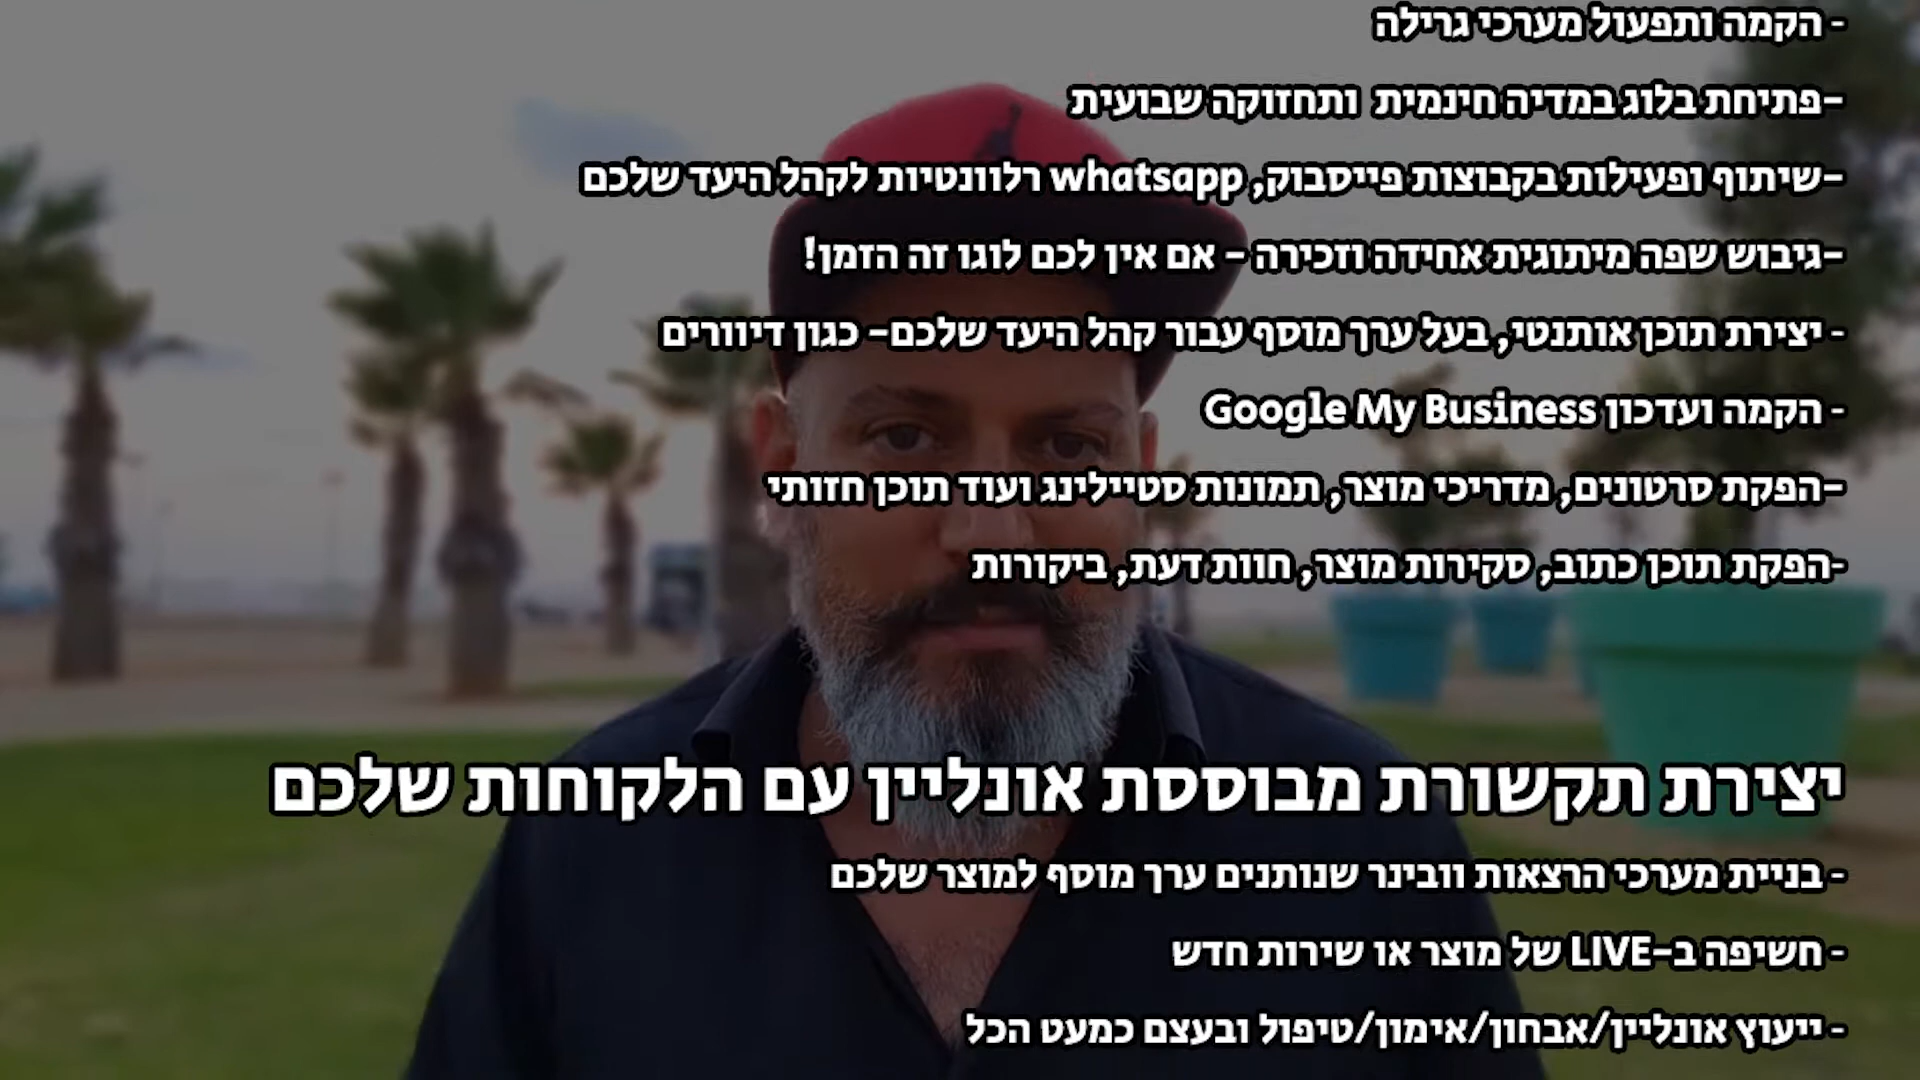 - הקמה ותפעול מערכי גרילה
-פתיחת בלוג במדיה חינמית ותחזוקה שבועית
-שיתוף ופעילות בקבוצות פייסבוק, whatsapp רלוונטיות לקהל היעד שלכם
-גיבוש שפה מיתוגית אחידה וזכירה - אם אין לכם לוגו זה הזמן!
- יצירת תוכן אותנטי, בעל ערך מוסף עבור קהל היעד שלכם- כגון דיוורים
- הקמה ועדכון Google My Business
-הפקת סרטונים, מדריכי מוצר, תמונות סטיילינג ועוד תוכן חזותי
-הפקת תוכן כתוב, סקירות מוצר, חוות דעת, ביקורות
יצירת תקשורת מבוססת אונליין עם הלקוחות שלכם
- בניית מערכי הרצאות וובינר שנותנים ערך מוסף למוצר שלכם
- חשיפה ב-LIVE של מוצר או שירות חדש
- ייעוץ אונליין/אבחון/אימון/טיפול ובעצם כמעט הכל